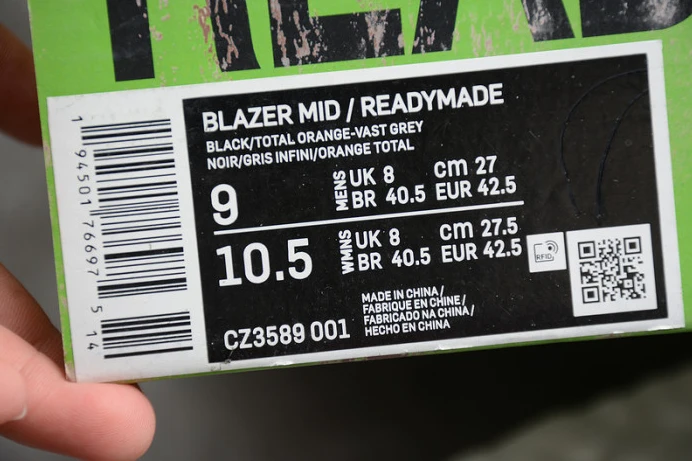 BLAZER MID / READYMADE
BLACK/TOTAL ORANGE-VAST GREY
NOIR/GRIS INFINI/ORANGE TOTAL
9 MENS UK 8 cm 27
BR 40.5 EUR 42.5
10.5 WMNS UK 8 cm 27.5
BR 40.5 EUR 42.5
RFID
CZ3589 001
MADE IN CHINA /
FABRIQUE EN CHINE /
FABRICADO NA CHINA /
HECHO EN CHINA
1 94501 76697 5 14